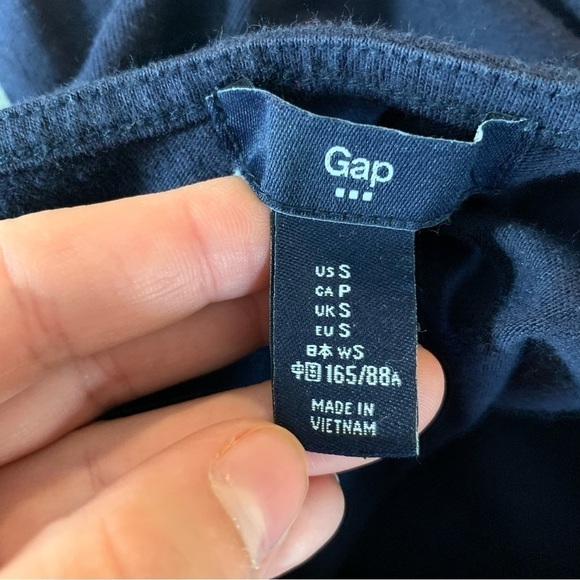 Gap
US S
CA P
UK S
EU S
日本 WS
中国 165/88A
MADE IN
VIETNAM